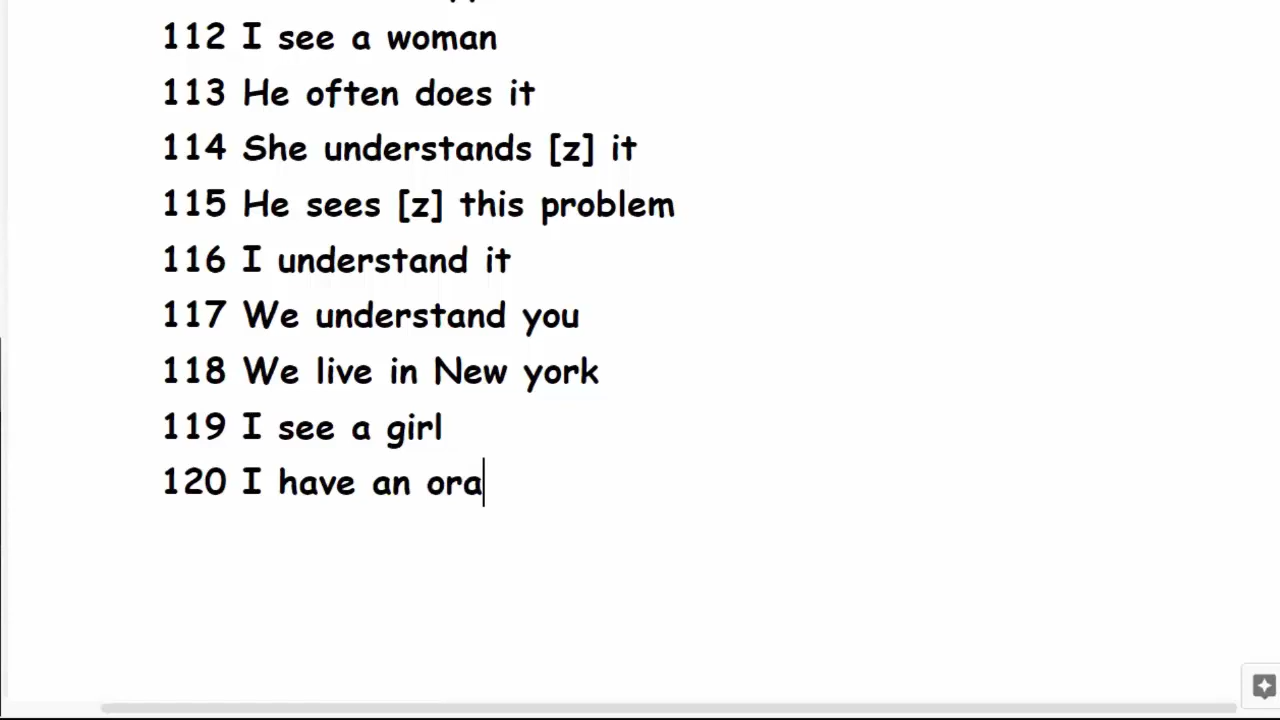 112 I see a woman
113 He often does it
114 She understands [z] it
115 He sees [z] this problem
116 I understand it
117 We understand you
118 We live in New york
119 I see a girl
120 I have an ora